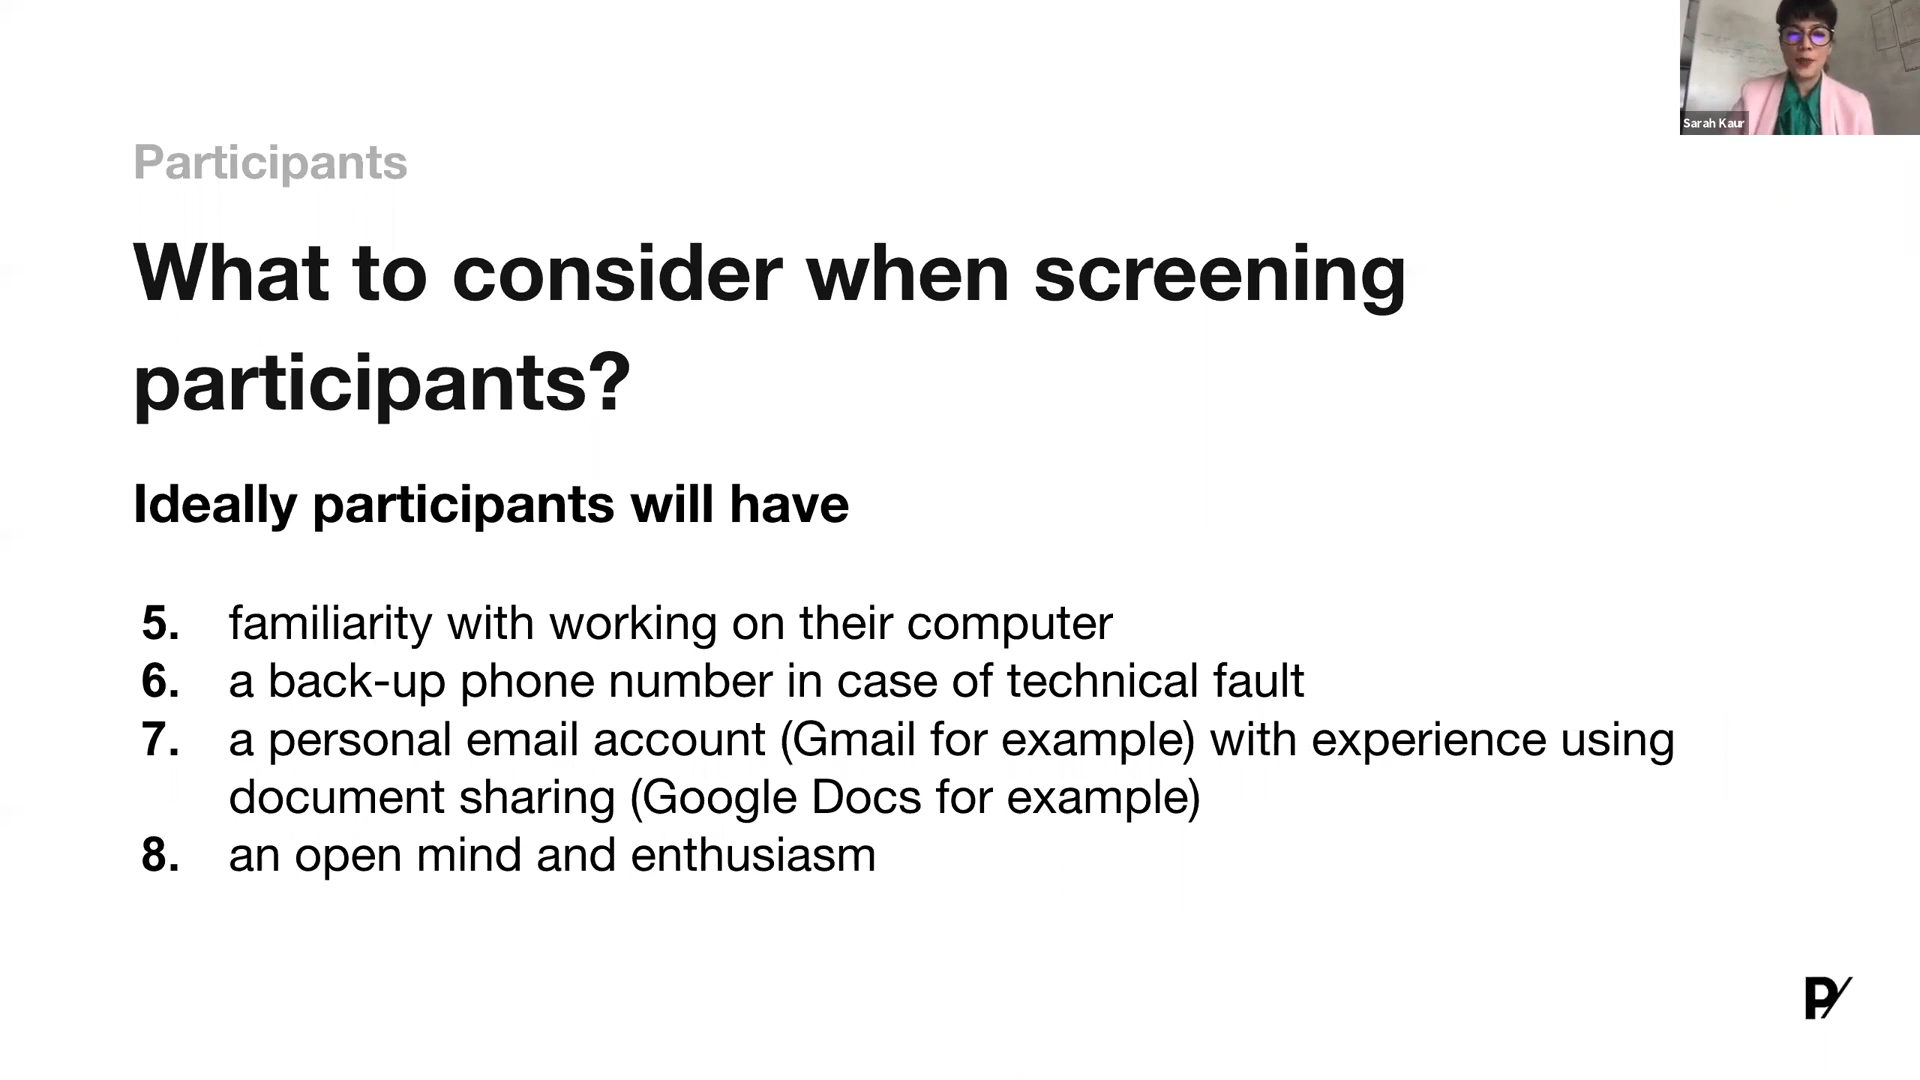 Sarah Kaur
Participants
What to consider when screening
participants?
Ideally participants will have
5. familiarity with working on their computer
6. a back-up phone number in case of technical fault
7. a personal email account (Gmail for example) with experience using
document sharing (Google Docs for example)
8. an open mind and enthusiasm
P/